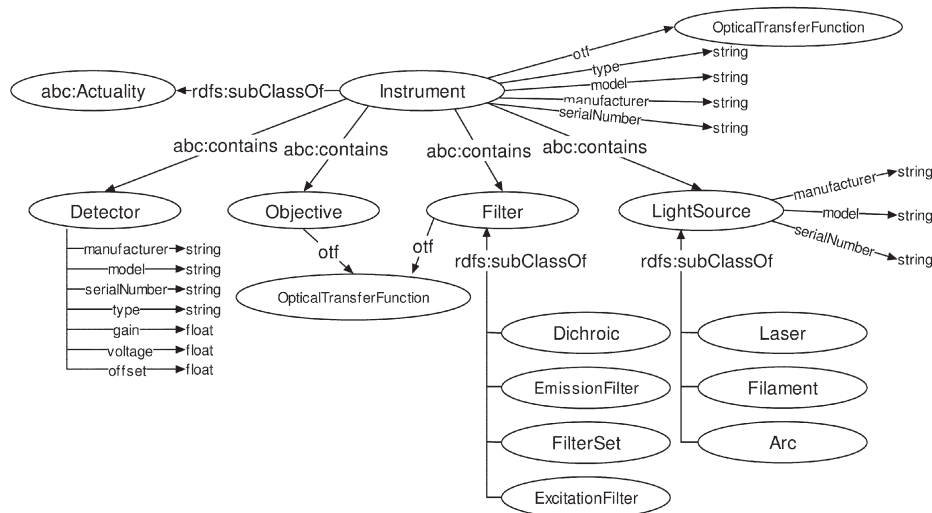 OpticalTransferFunction
otf
type
string
model
string
abc:Actuality
rdfs:subClassOf
Instrument
manufacturer
string
serialNumber
string
abc:contains
abc:contains
abc:contains
abc:contains
manufacturer
string
Detector
Objective
Filter
LightSource
model
string
serialNumber
string
manufacturer
string
model
string
serialNumber
string
type
string
gain
float
voltage
float
offset
float
otf
otf
OpticalTransferFunction
rdfs:subClassOf
rdfs:subClassOf
Dichroic
EmissionFilter
FilterSet
ExcitationFilter
Laser
Filament
Arc